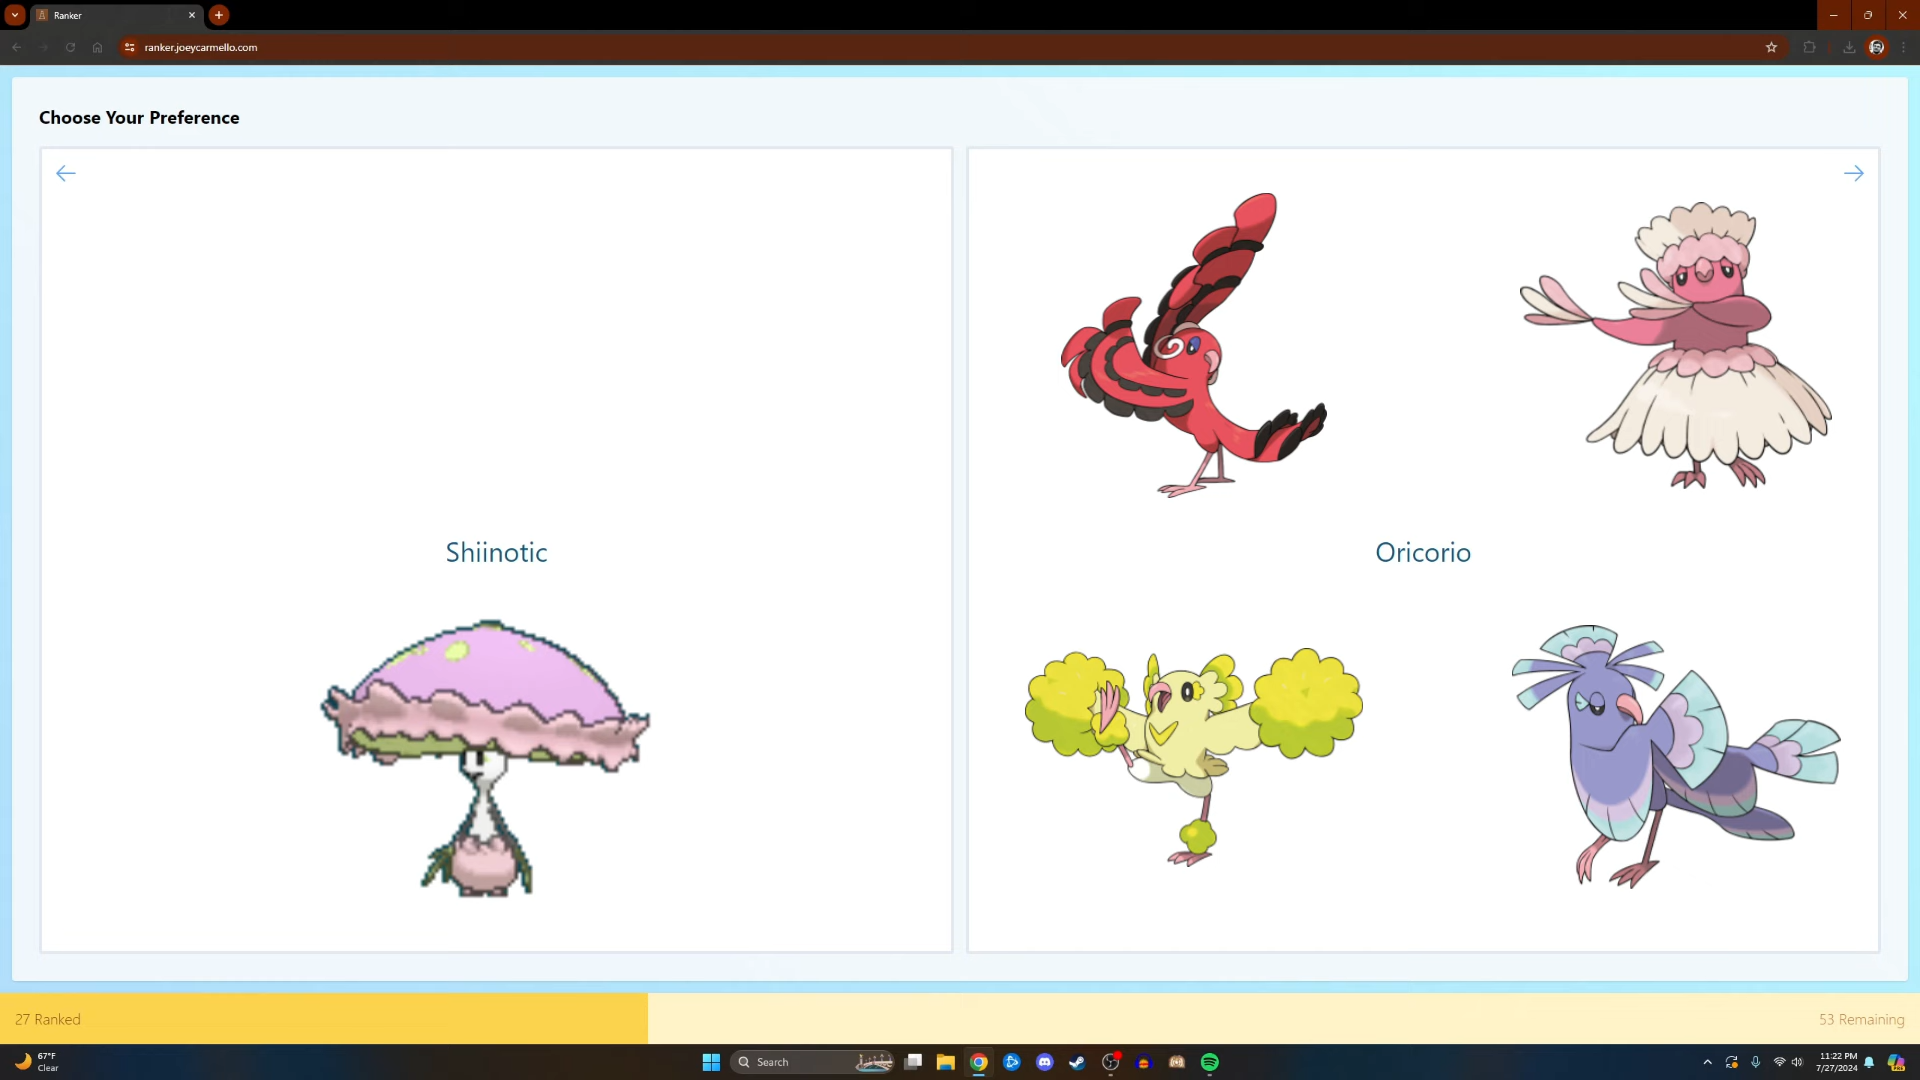 Ranker
ranker.joeycarmello.com
Choose Your Preference
Shiinotic
Oricorio
27 Ranked
53 Remaining
67°F
Clear
Search
11:22 PM
7/27/2024